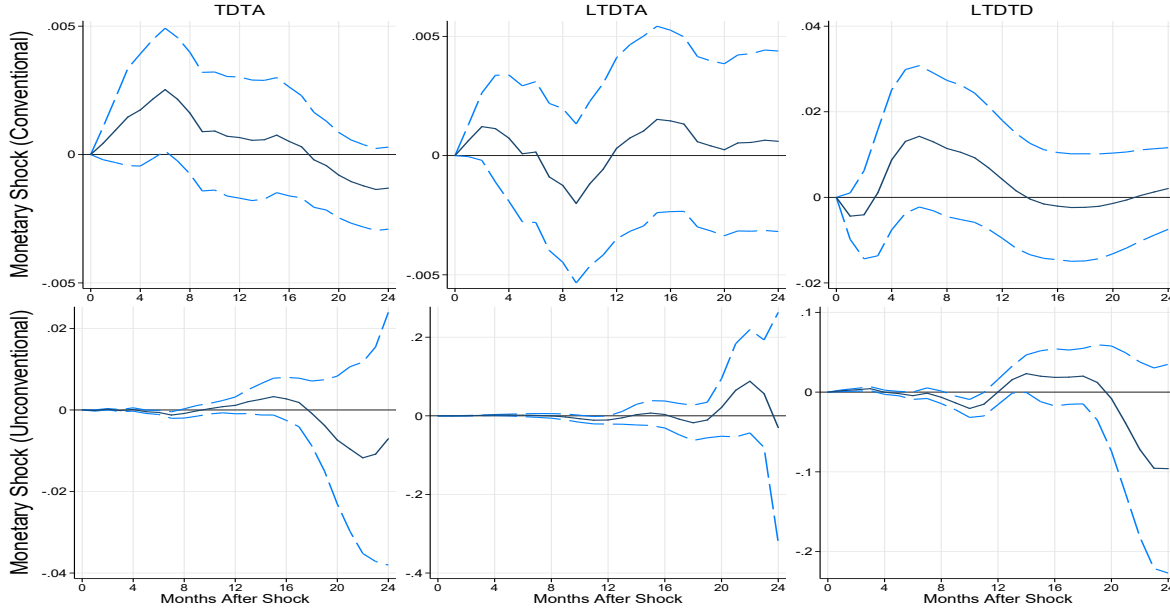 TDTA
LTDTA
LTDTD
Monetary Shock (Conventional)
.005
0
-.005
0 4 8 12 16 20 24
.005
0
-.005
0 4 8 12 16 20 24
.04
.02
0
-.02
0 4 8 12 16 20 24
Monetary Shock (Unconventional)
.02
0
-.02
-.04
0 4 8 12 16 20 24
Months After Shock
.2
0
-.2
-.4
0 4 8 12 16 20 24
Months After Shock
.1
0
-.1
-.2
0 4 8 12 16 20 24
Months After Shock